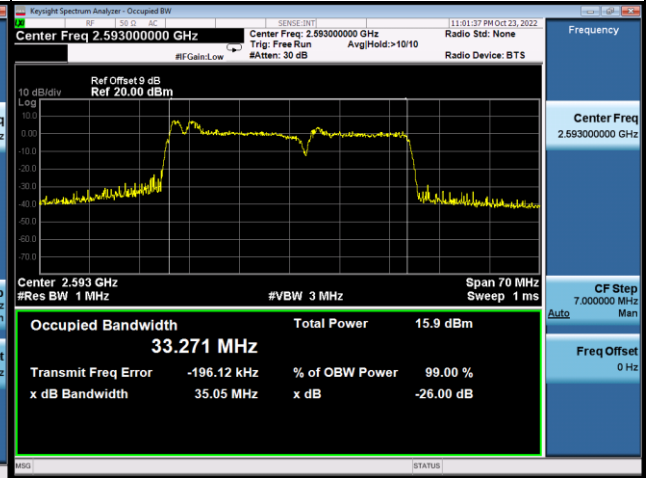 Keysight Spectrum Analyzer - Occupied BW
RF 50 Ω AC SENSE:INT 11:01:37 PM Oct 23, 2022
Center Freq 2.593000000 GHz
Center Freq: 2.593000000 GHz
Radio Std: None
Trig: Free Run Avg|Hold:>10/10
#IFGain:Low
#Atten: 30 dB
Radio Device: BTS
Ref Offset 9 dB
10 dB/div Ref 20.00 dBm
Log
10.0
0.00
-10.0
-20.0
-30.0
-40.0
-50.0
-60.0
-70.0
Center 2.593 GHz
Span 70 MHz
#Res BW 1 MHz
#VBW 3 MHz
Sweep 1 ms
Occupied Bandwidth
Total Power 15.9 dBm
33.271 MHz
Transmit Freq Error -196.12 kHz
% of OBW Power 99.00 %
x dB Bandwidth 35.05 MHz
x dB -26.00 dB
MSG
STATUS
Frequency
Center Freq
2.593000000 GHz
CF Step
7.000000 MHz
Auto Man
Freq Offset
0 Hz